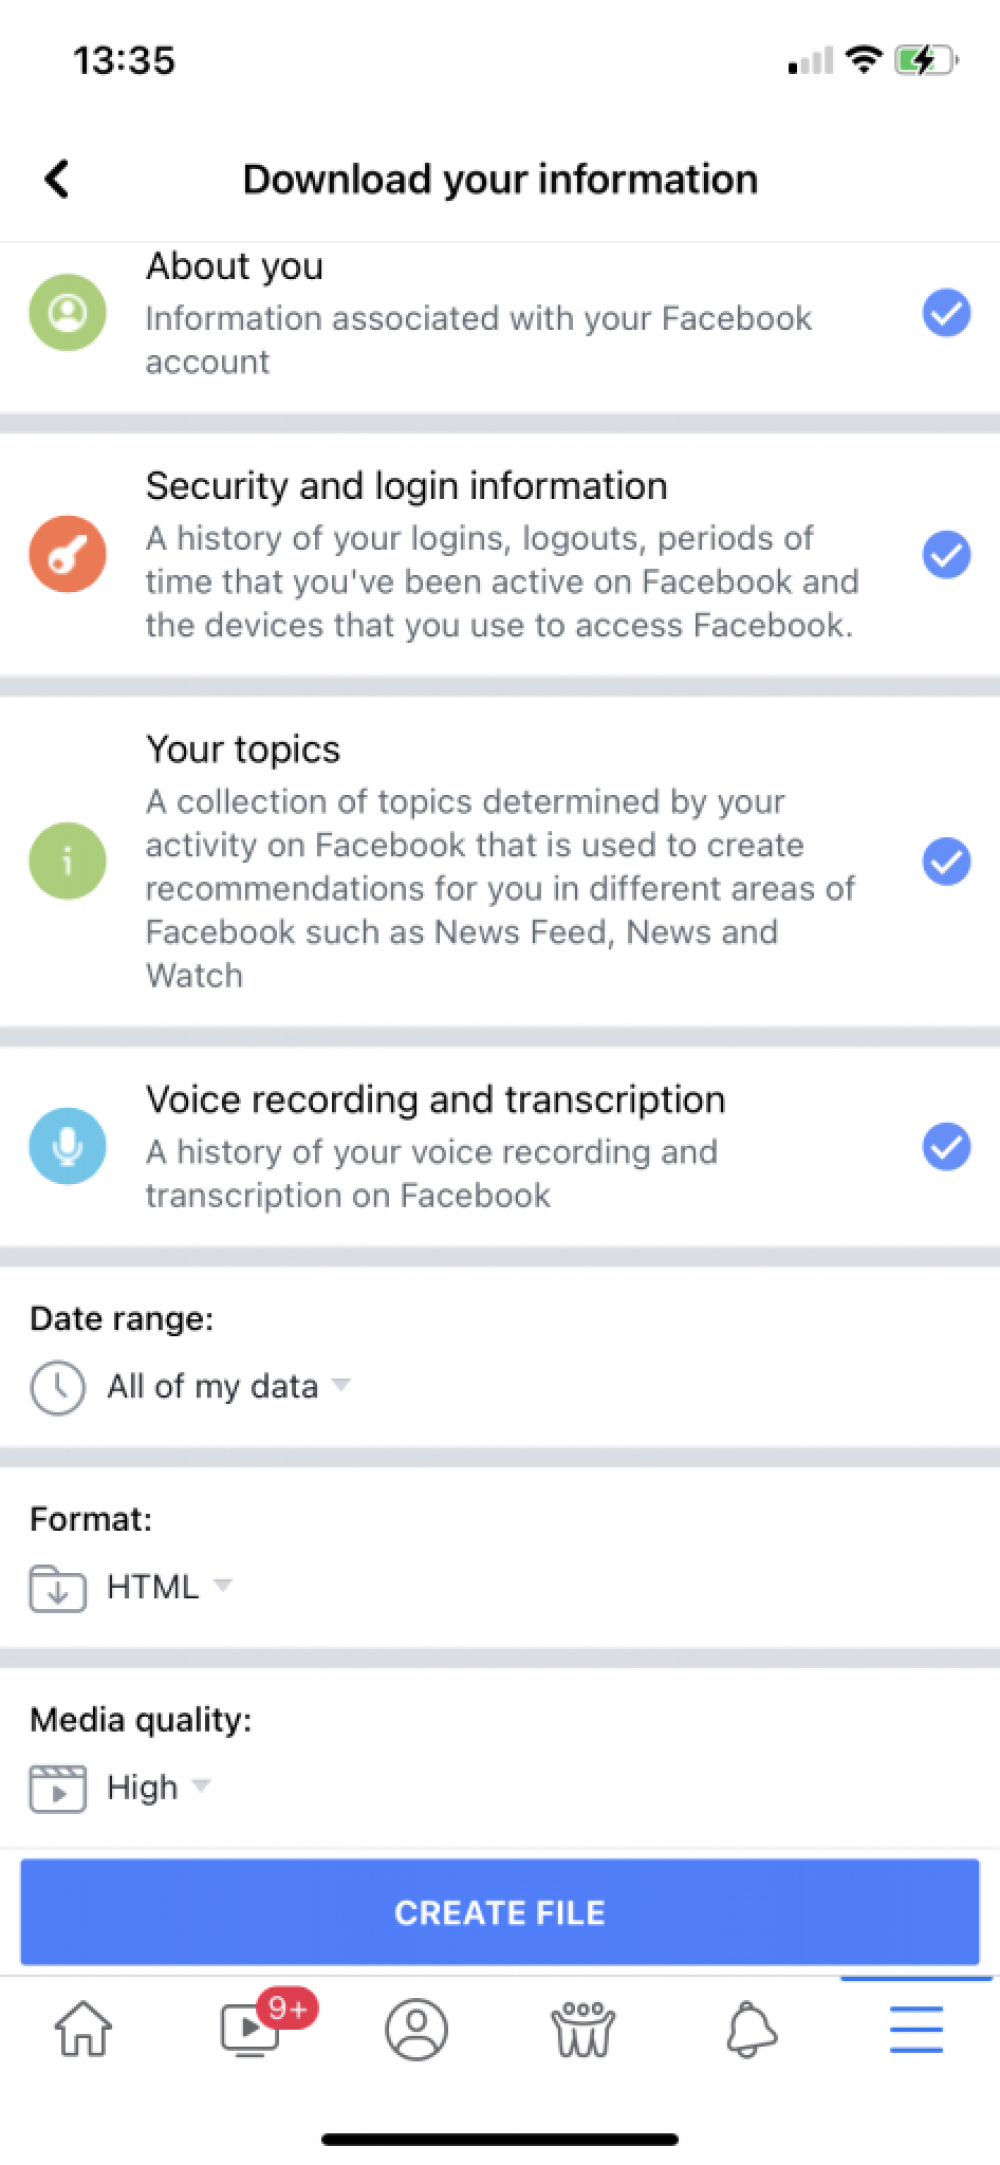 13:35
Download your information
About you
Information associated with your Facebook
account
Security and login information
A history of your logins, logouts, periods of
time that you've been active on Facebook and
the devices that you use to access Facebook.
Your topics
A collection of topics determined by your
activity on Facebook that is used to create
recommendations for you in different areas of
Facebook such as News Feed, News and
Watch
Voice recording and transcription
A history of your voice recording and
transcription on Facebook
Date range:
All of my data
Format:
HTML
Media quality:
High
CREATE FILE
9+